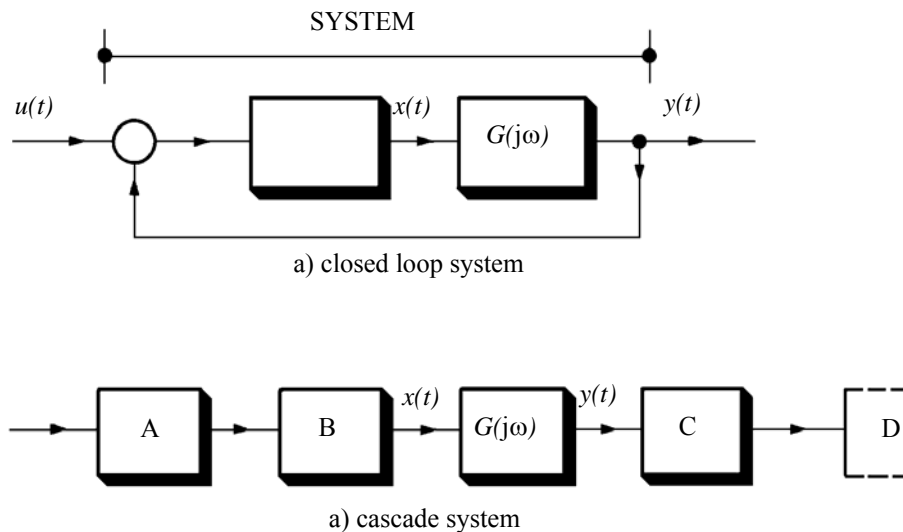 SYSTEM
u(t) x(t) y(t)
G(jω)
a) closed loop system
x(t) y(t)
A B G(jω) C D
a) cascade system